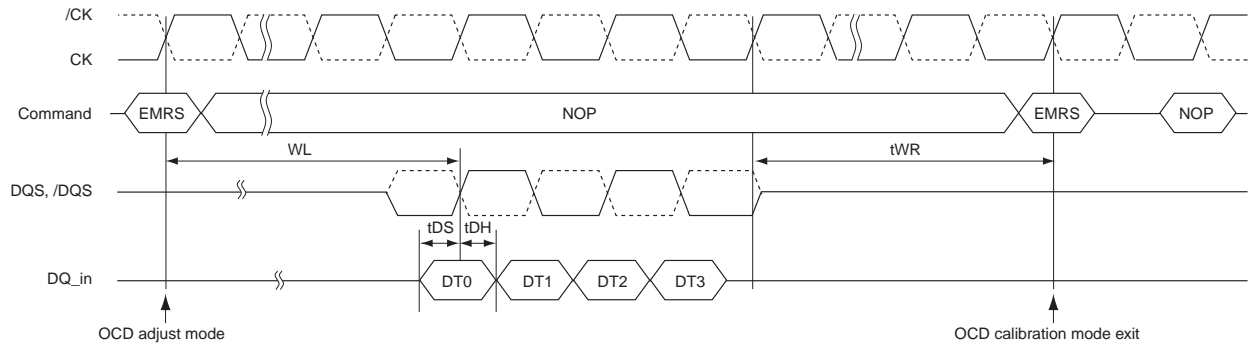 /CK
CK
Command
EMRS
NOP
EMRS
NOP
WL
tWR
DQS, /DQS
tDS
tDH
DQ_in
DT0
DT1
DT2
DT3
OCD adjust mode
OCD calibration mode exit